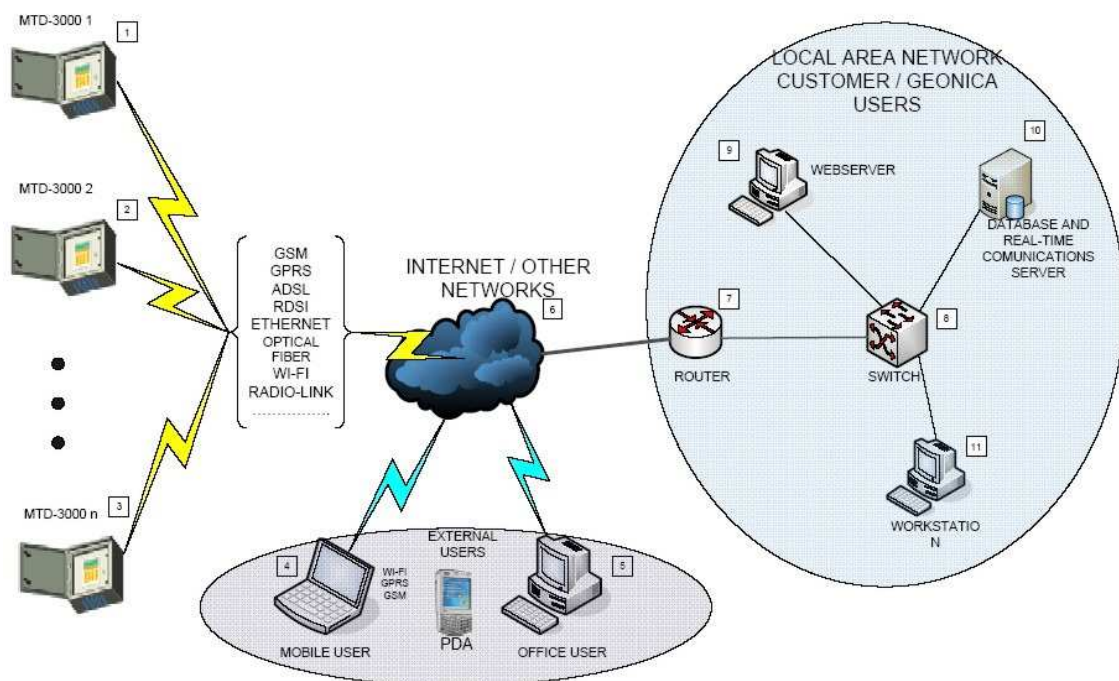 MTD-3000 1
1
MTD-3000 2
2
MTD-3000 n
3
GSM
GPRS
ADSL
RDSI
ETHERNET
OPTICAL
FIBER
WI-FI
RADIO-LINK
.....................
INTERNET / OTHER
NETWORKS
6
EXTERNAL
USERS
4
WI-FI
GPRS
GSM
5
MOBILE USER
PDA
OFFICE USER
LOCAL AREA NETWORK
CUSTOMER / GEONICA
USERS
9
WEBSERVER
10
DATABASE AND
REAL-TIME
COMUNICATIONS
SERVER
7
ROUTER
8
SWITCH
11
WORKSTATIO
N